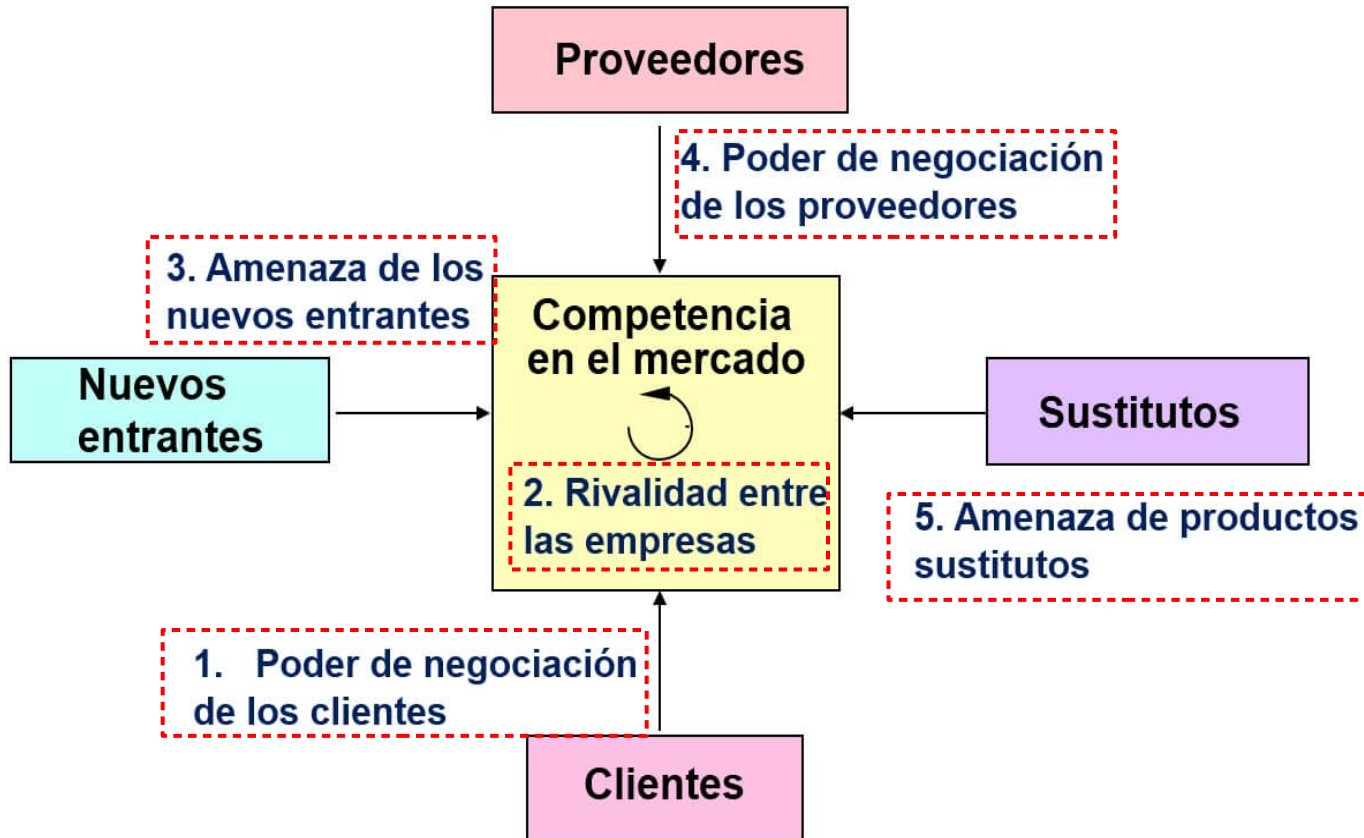 Proveedores
4. Poder de negociación
de los proveedores
3. Amenaza de los
nuevos entrantes
Competencia
en el mercado
Nuevos
entrantes
Sustitutos
2. Rivalidad entre
las empresas
5. Amenaza de productos
sustitutos
1. Poder de negociación
de los clientes
Clientes